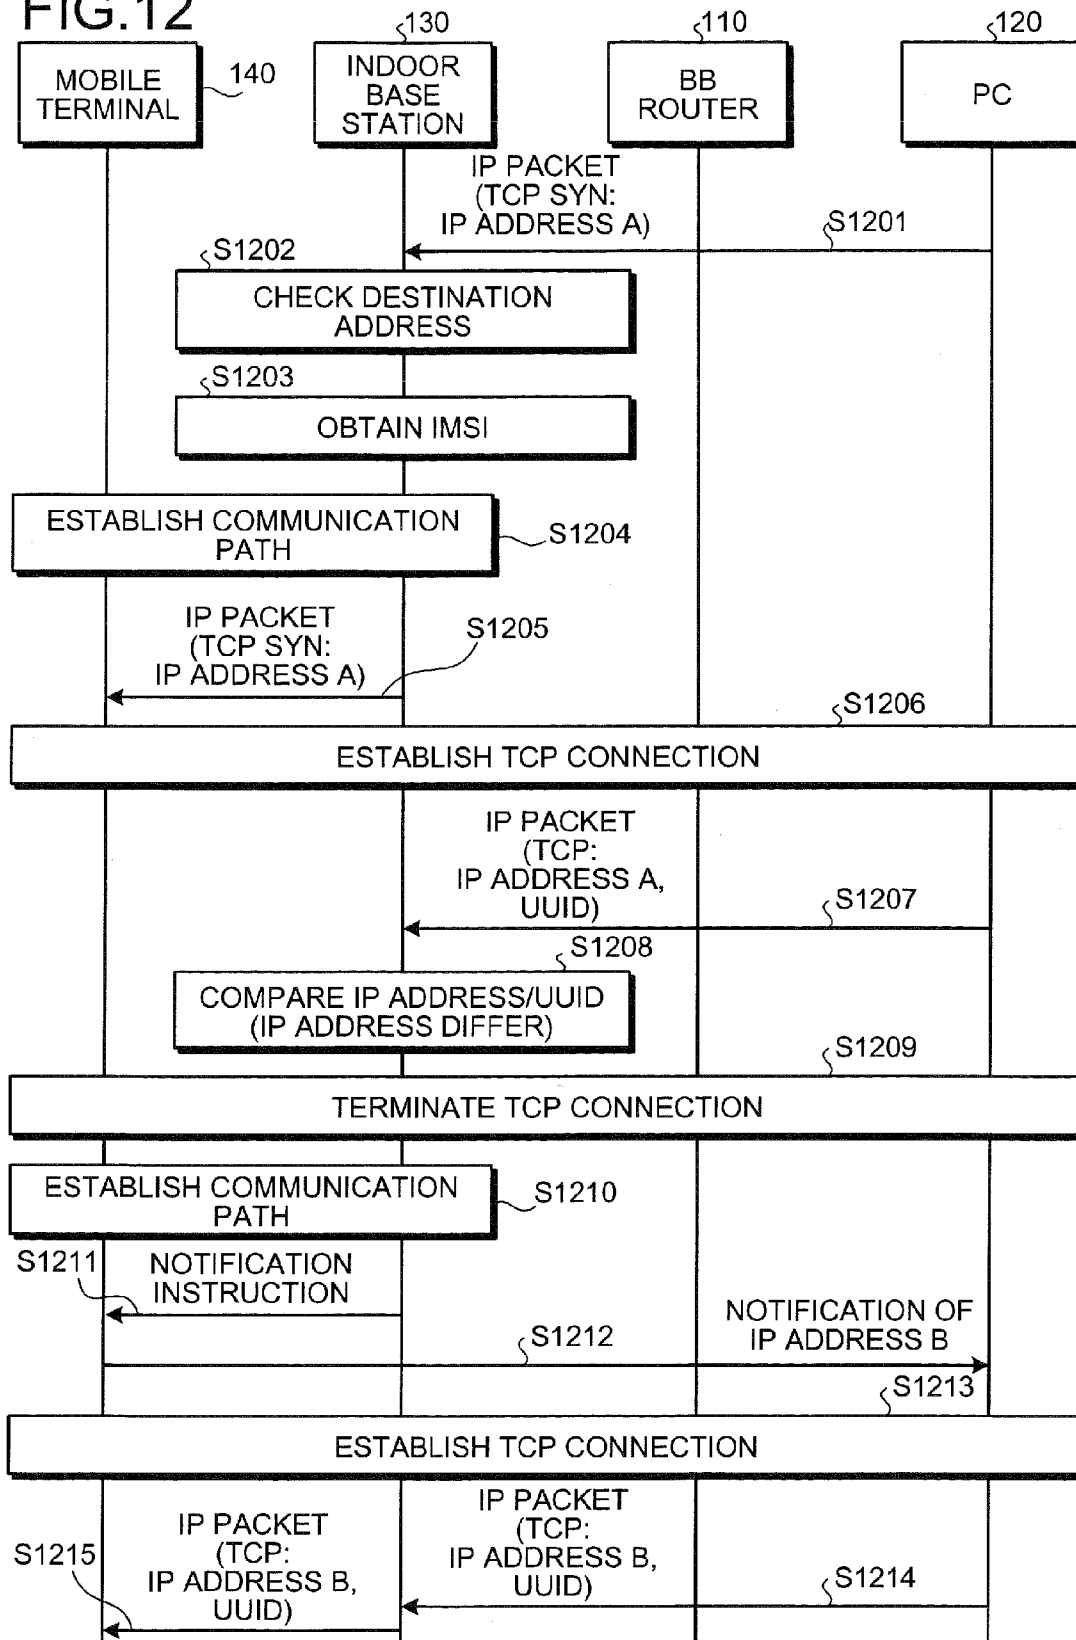 FIG.12
130
110
120
MOBILE
TERMINAL
140
INDOOR
BASE
STATION
BB
ROUTER
PC
IP PACKET
(TCP SYN:
IP ADDRESS A)
S1201
S1202
CHECK DESTINATION
ADDRESS
S1203
OBTAIN IMSI
ESTABLISH COMMUNICATION
PATH
S1204
IP PACKET
(TCP SYN:
IP ADDRESS A)
S1205
S1206
ESTABLISH TCP CONNECTION
IP PACKET
(TCP:
IP ADDRESS A,
UUID)
S1207
S1208
COMPARE IP ADDRESS/UUID
(IP ADDRESS DIFFER)
S1209
TERMINATE TCP CONNECTION
ESTABLISH COMMUNICATION
PATH
S1210
S1211
NOTIFICATION
INSTRUCTION
S1212
NOTIFICATION OF
IP ADDRESS B
S1213
ESTABLISH TCP CONNECTION
IP PACKET
(TCP:
IP ADDRESS B,
UUID)
S1214
S1215
IP PACKET
(TCP:
IP ADDRESS B,
UUID)